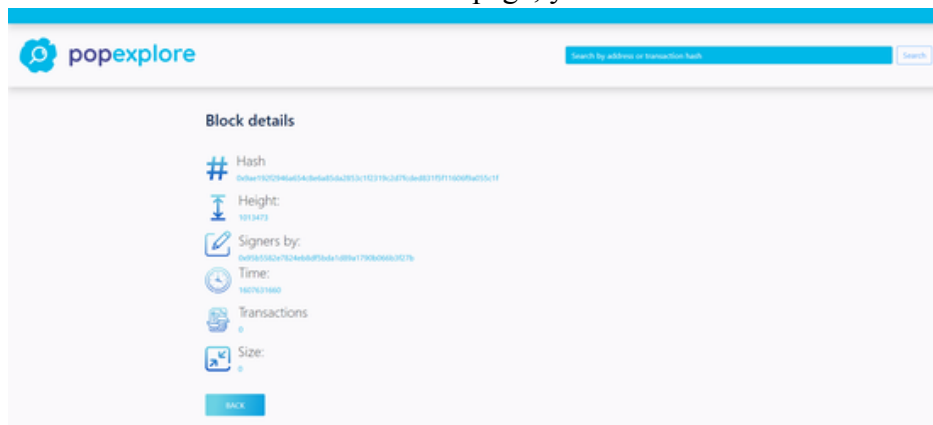 popexplore
Search by address or transaction hash
Search
Block details
Hash
Height:
1013473
Signers by:
Time:
1607631660
Transactions
0
Size:
0
BACK